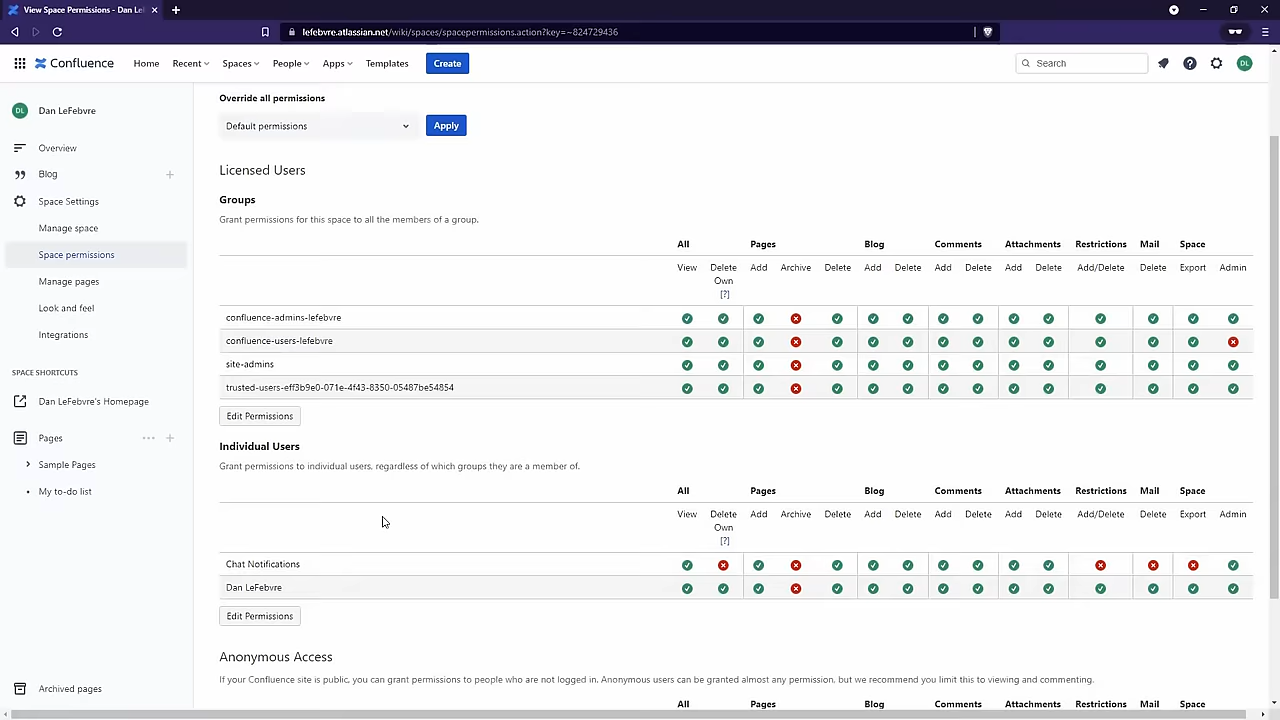 View Space Permissions - Dan Le
lefebvre.atlassian.net/wiki/spaces/spacepermissions.action?key=~824729436
Confluence Home Recent Spaces People Apps Templates Create Search DL
DL Dan LeFebvre
Overview
Blog
Space Settings
Manage space
Space permissions
Manage pages
Look and feel
Integrations
SPACE SHORTCUTS
Dan LeFebvre's Homepage
Pages
Sample Pages
My to-do list
Archived pages
Override all permissions
Default permissions Apply
Licensed Users
Groups
Grant permissions for this space to all the members of a group.
All Pages Blog Comments Attachments Restrictions Mail Space
View Delete Own [?] Add Archive Delete Add Delete Add Delete Add Delete Add/Delete Delete Export Admin
confluence-admins-lefebvre
confluence-users-lefebvre
site-admins
trusted-users-eff3b9e0-071e-4f43-8350-05487be54854
Edit Permissions
Individual Users
Grant permissions to individual users, regardless of which groups they are a member of.
All Pages Blog Comments Attachments Restrictions Mail Space
View Delete Own [?] Add Archive Delete Add Delete Add Delete Add Delete Add/Delete Delete Export Admin
Chat Notifications
Dan LeFebvre
Edit Permissions
Anonymous Access
If your Confluence site is public, you can grant permissions to people who are not logged in. Anonymous users can be granted almost any permission, but we recommend you limit this to viewing and commenting.
All Pages Blog Comments Attachments Restrictions Mail Space